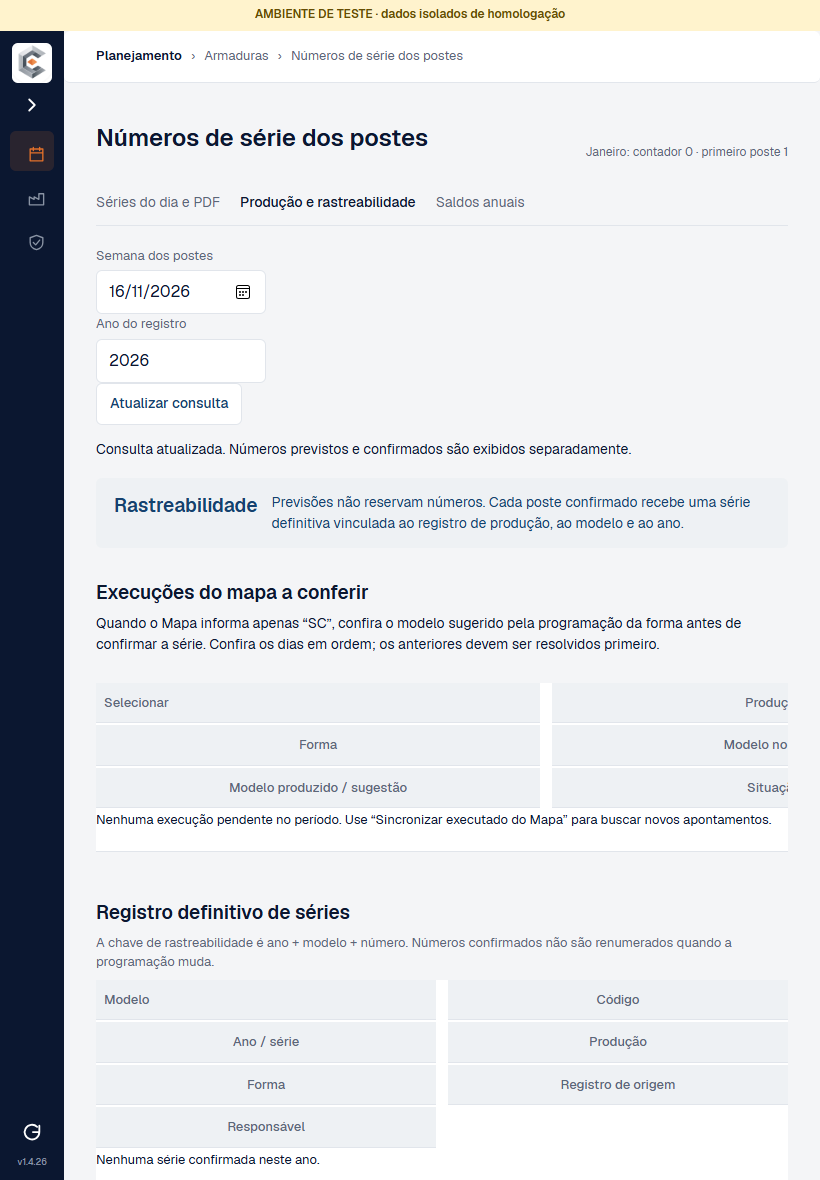 AMBIENTE DE TESTE · dados isolados de homologação
Planejamento › Armaduras › Números de série dos postes
Números de série dos postes
Janeiro: contador 0 · primeiro poste 1
Séries do dia e PDF Produção e rastreabilidade Saldos anuais
Semana dos postes
16/11/2026
Ano do registro
2026
Atualizar consulta
Consulta atualizada. Números previstos e confirmados são exibidos separadamente.
Rastreabilidade
Previsões não reservam números. Cada poste confirmado recebe uma série
definitiva vinculada ao registro de produção, ao modelo e ao ano.
Execuções do mapa a conferir
Quando o Mapa informa apenas “SC”, confira o modelo sugerido pela programação da forma antes de
confirmar a série. Confira os dias em ordem; os anteriores devem ser resolvidos primeiro.
Selecionar Produç
Forma Modelo no
Modelo produzido / sugestão Situaç
Nenhuma execução pendente no período. Use “Sincronizar executado do Mapa” para buscar novos apontamentos.
Registro definitivo de séries
A chave de rastreabilidade é ano + modelo + número. Números confirmados não são renumerados quando a
programação muda.
Modelo Código
Ano / série Produção
Forma Registro de origem
Responsável
Nenhuma série confirmada neste ano.
v1.4.26